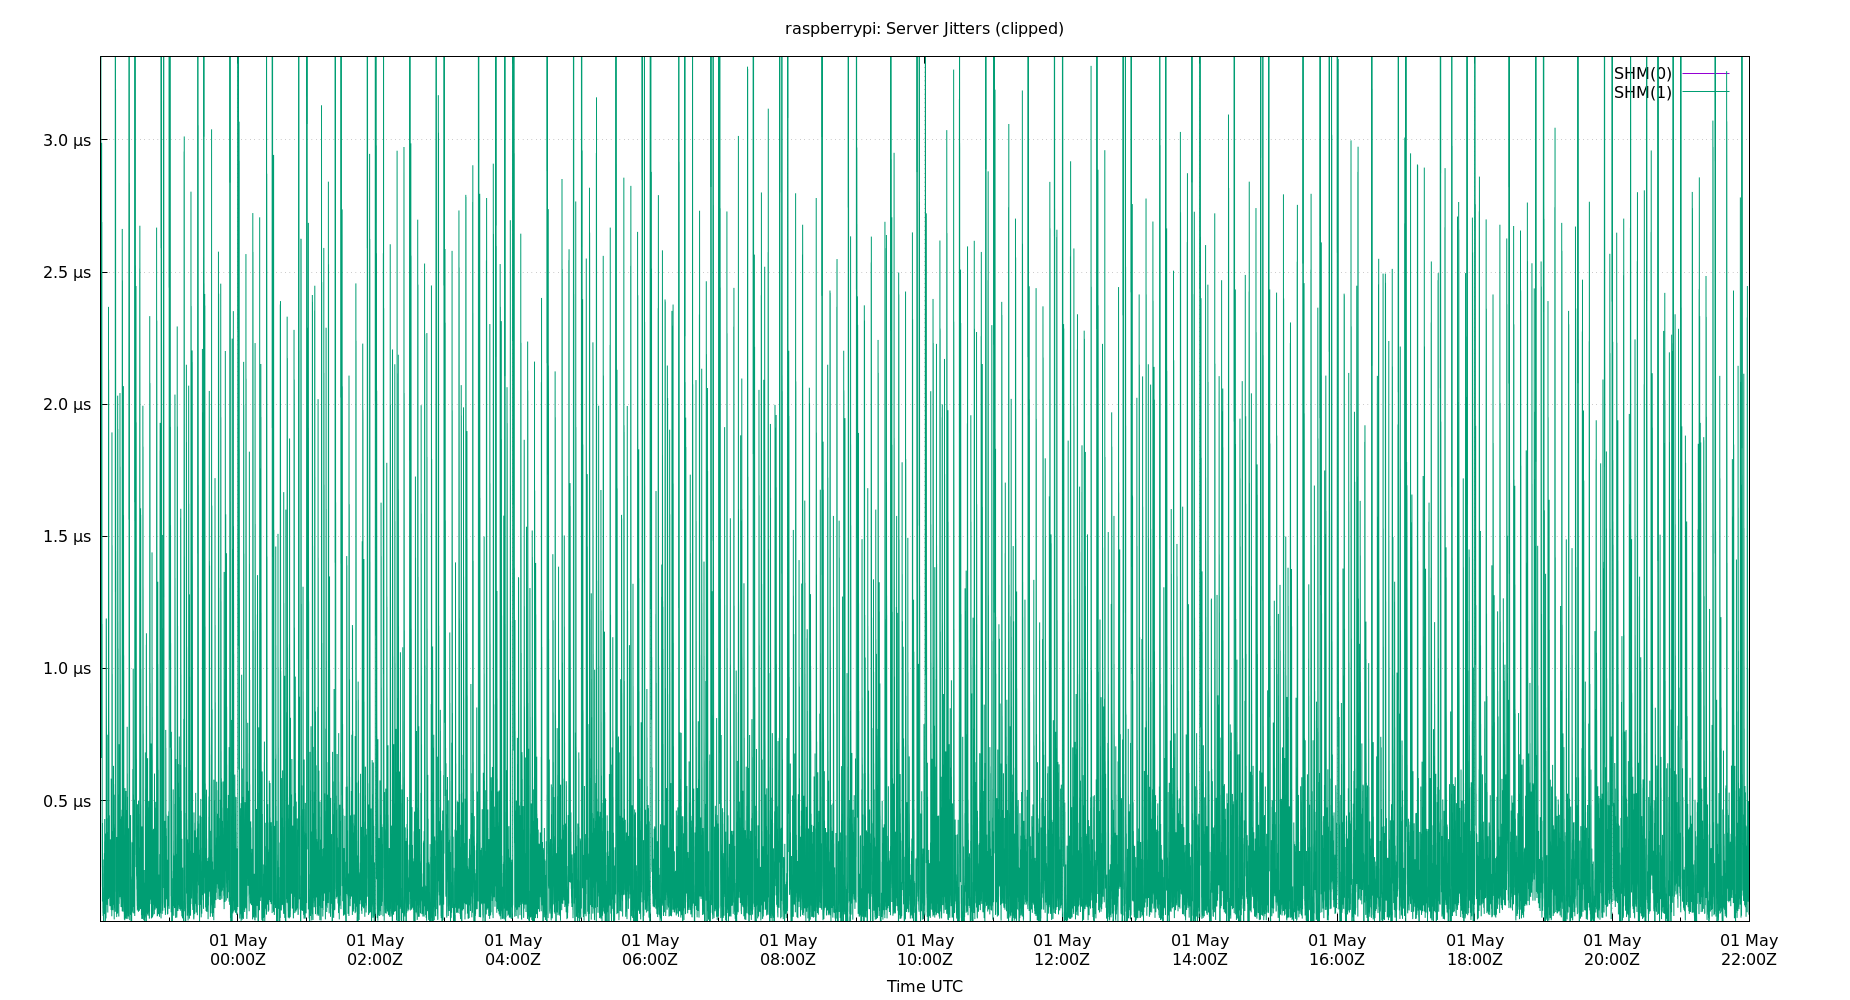 raspberrypi: Server Jitters (clipped)
SHM(0)
SHM(1)
3.0 µs
2.5 µs
2.0 µs
1.5 µs
1.0 µs
0.5 µs
01 May 01 May 01 May 01 May 01 May 01 May 01 May 01 May 01 May 01 May 01 May 01 May
00:00Z 02:00Z 04:00Z 06:00Z 08:00Z 10:00Z 12:00Z 14:00Z 16:00Z 18:00Z 20:00Z 22:00Z
Time UTC